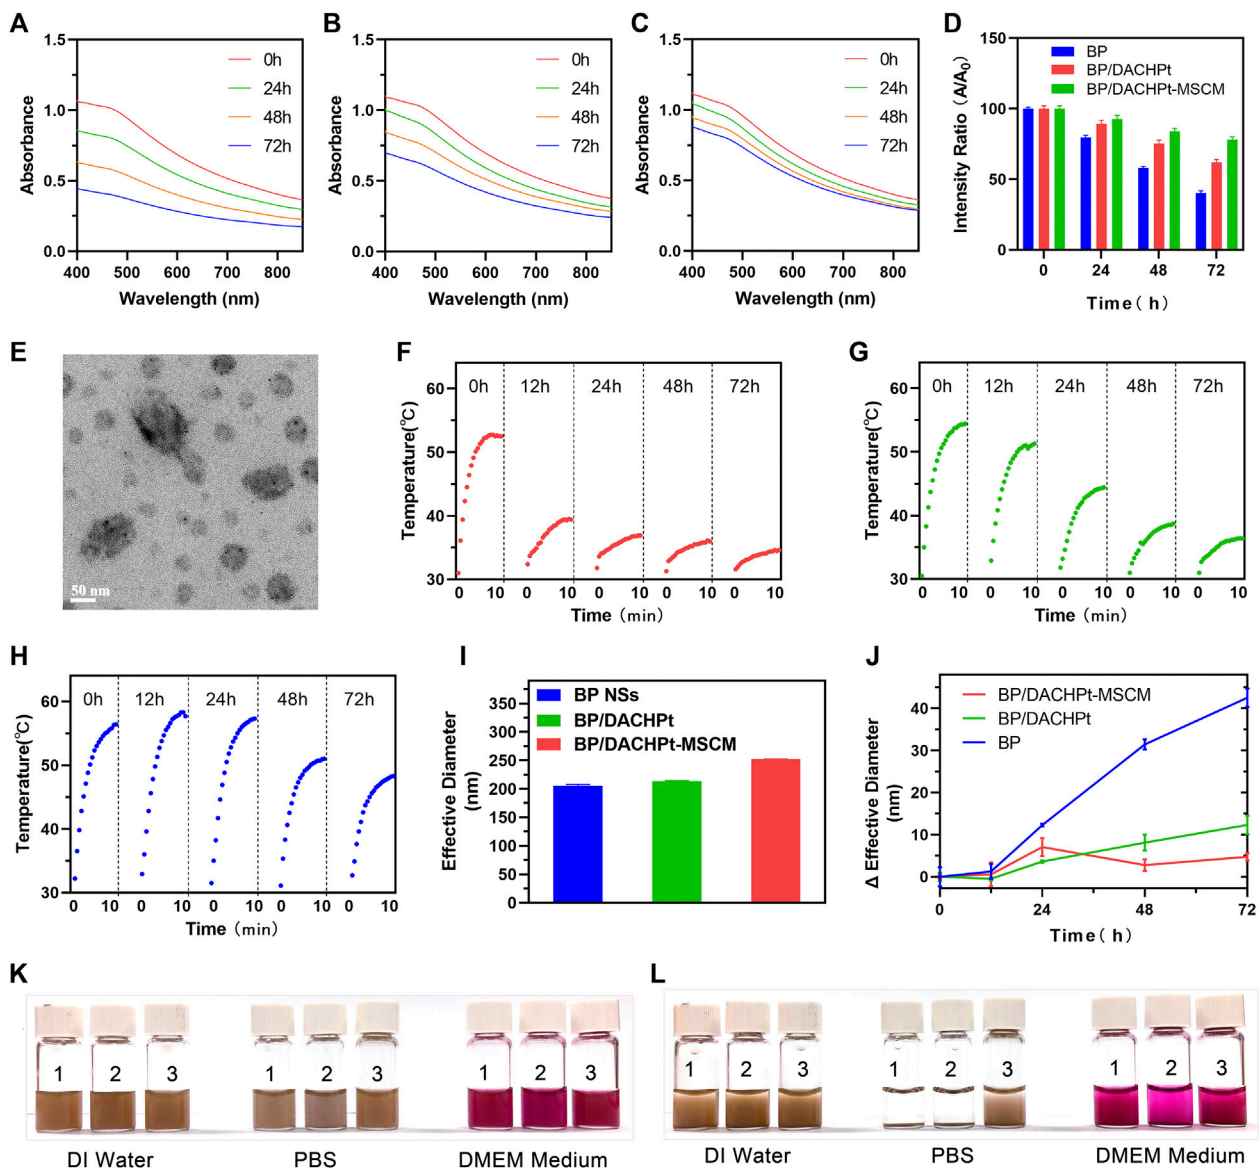 A
1.5
1.0
0.5
0.0
Absorbance
0h
24h
48h
72h
400 500 600 700 800
Wavelength (nm)
B
1.5
1.0
0.5
0.0
Absorbance
0h
24h
48h
72h
400 500 600 700 800
Wavelength (nm)
C
1.5
1.0
0.5
0.0
Absorbance
0h
24h
48h
72h
400 500 600 700 800
Wavelength (nm)
D
150
100
50
0
Intensity Ratio (A/A0)
BP
BP/DACHPt
BP/DACHPt-MSCM
0 24 48 72
Time( h )
E
50 nm
F
60
50
40
30
Temperature(℃)
0h 12h 24h 48h 72h
0 10 0 10 0 10 0 10 0 10
Time (min)
G
60
50
40
30
Temperature(℃)
0h 12h 24h 48h 72h
0 10 0 10 0 10 0 10 0 10
Time (min)
H
60
50
40
30
Temperature(℃)
0h 12h 24h 48h 72h
0 10 0 10 0 10 0 10 0 10
Time (min)
I
350
300
250
200
150
100
50
0
Effective Diameter
(nm)
BP NSs
BP/DACHPt
BP/DACHPt-MSCM
J
40
30
20
10
0
Δ Effective Diameter
(nm)
BP/DACHPt-MSCM
BP/DACHPt
BP
0 24 48 72
Time( h )
K
1 2 3 1 2 3 1 2 3
DI Water PBS DMEM Medium
L
1 2 3 1 2 3 1 2 3
DI Water PBS DMEM Medium